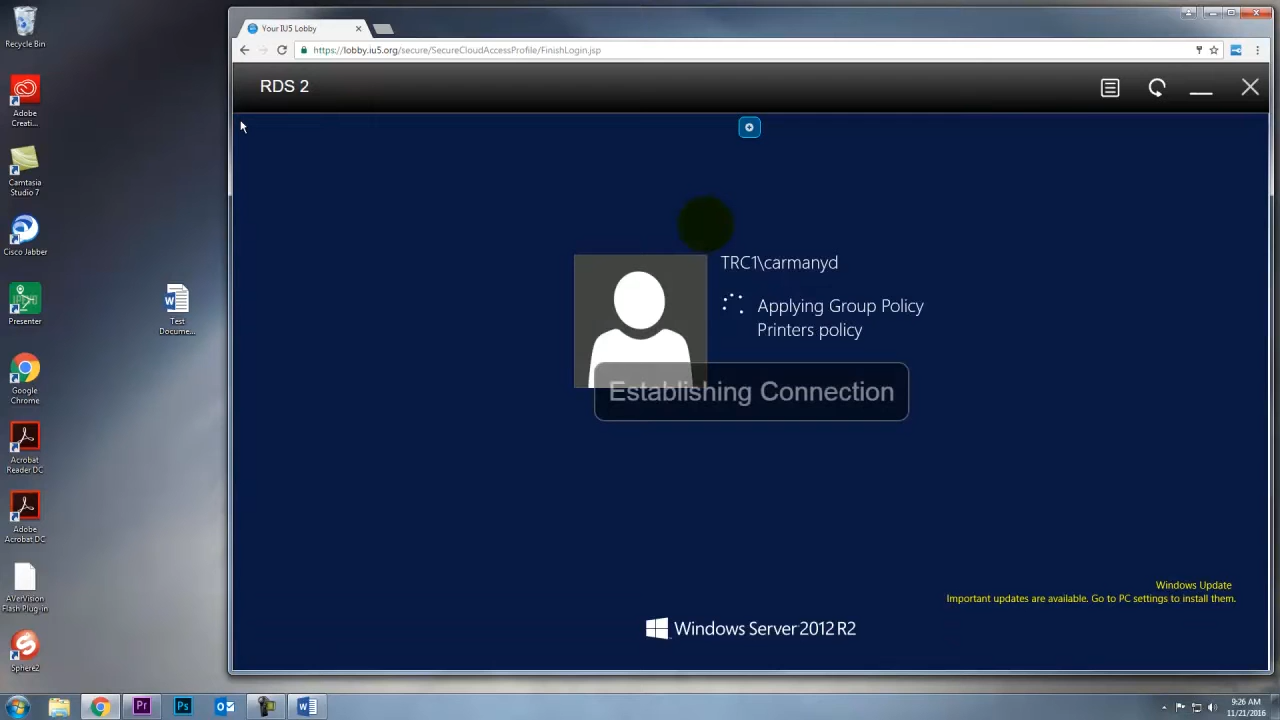 Recycle Bin
Adobe
Creati...
Camtasia
Studio 7
Cisco Jabber
Presenter
Google
Chrome
Acrobat
Reader DC
Adobe
Acrobat DC
AVerVision
Flash Plug-in
Sphere2
Test
Docume...
Your IU5 Lobby
https://lobby.iu5.org/secure/SecureCloudAccessProfile/FinishLogin.jsp
RDS 2
TRC1\carmanyd
Applying Group Policy
Printers policy
Establishing Connection
Windows Update
Important updates are available. Go to PC settings to install them.
Windows Server 2012 R2
9:26 AM
11/21/2016